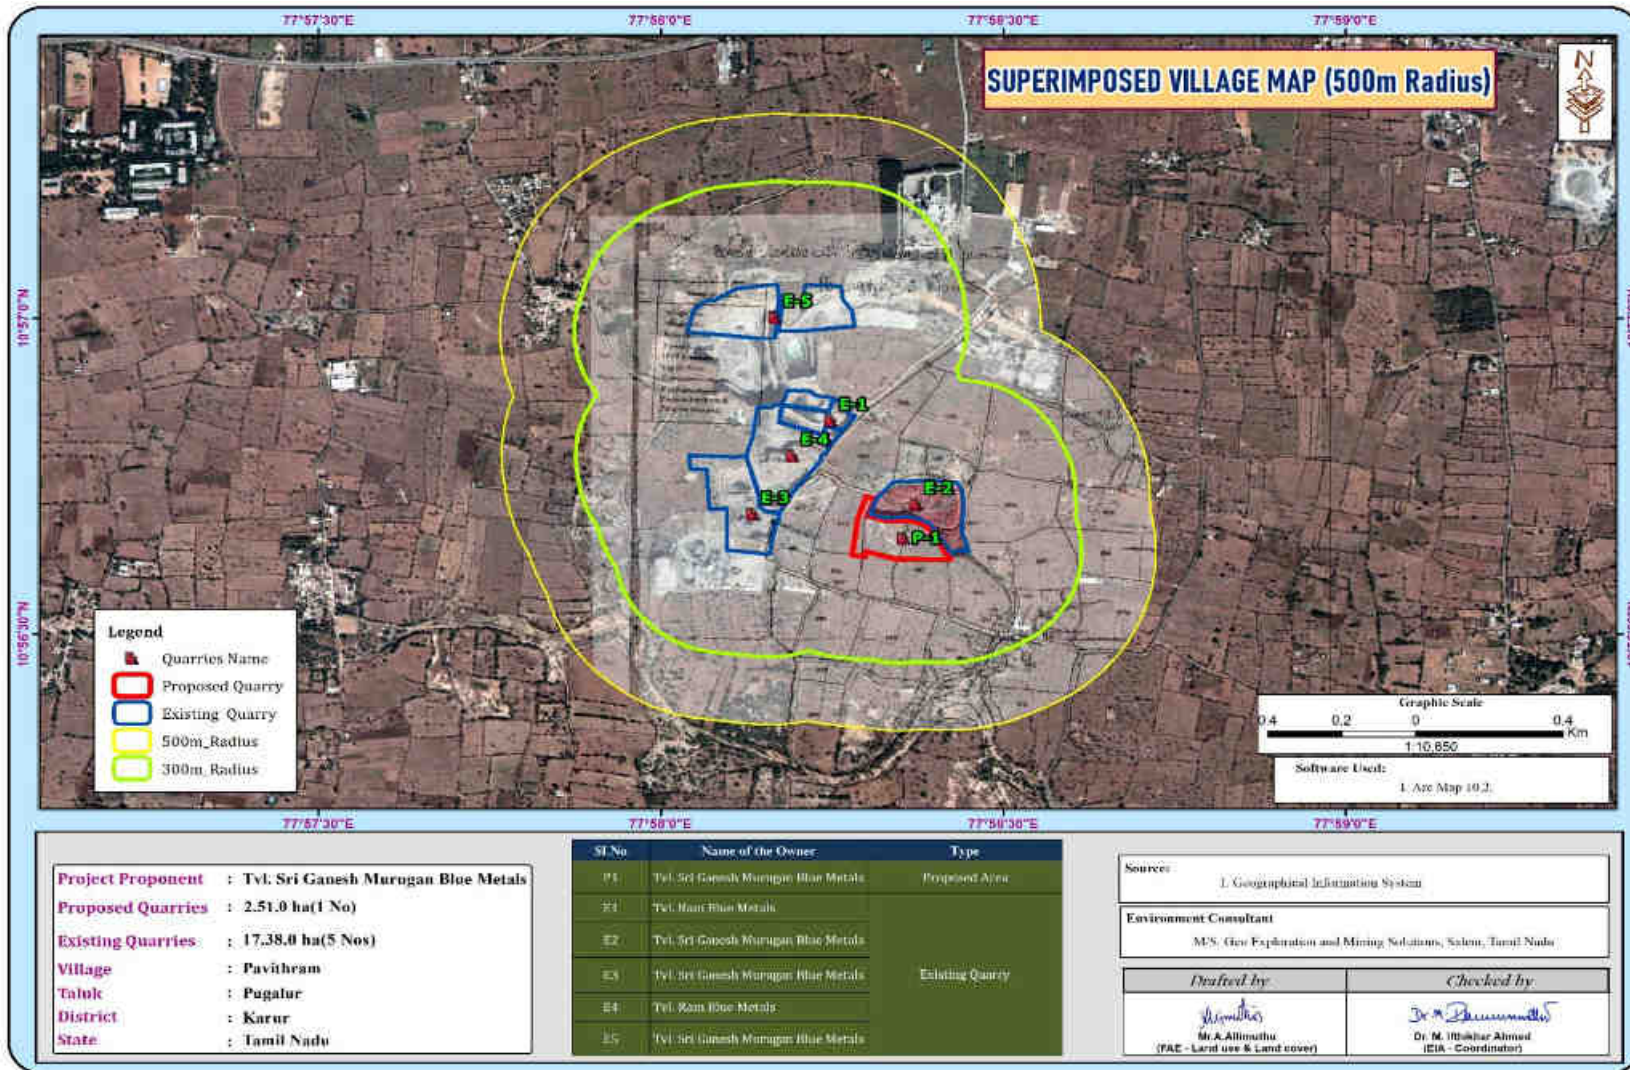 77°57'30"E 77°58'0"E 77°58'30"E 77°59'0"E
SUPERIMPOSED VILLAGE MAP (500m Radius)
N
10°57'0"N
E-5
E-1
E-4
E-3
E-2
P-1
10°56'30"N
Legend
Quarries Name
Proposed Quarry
Existing Quarry
500m_Radius
300m_Radius
Graphic Scale
0.4 0.2 0 0.4
Km
1:10,650
Software Used:
1. Arc Map 10.2.
77°57'30"E 77°58'0"E 77°58'30"E 77°59'0"E
Project Proponent : Tvl. Sri Ganesh Murugan Blue Metals
Proposed Quarries : 2.51.0 ha(1 No)
Existing Quarries : 17.38.0 ha(5 Nos)
Village : Pavithram
Taluk : Pugalur
District : Karur
State : Tamil Nadu
Sl.No Name of the Owner Type
P1 Tvl. Sri Ganesh Murugan Blue Metals Proposed Area
E1 Tvl. Ram Blue Metals
E2 Tvl. Sri Ganesh Murugan Blue Metals
E3 Tvl. Sri Ganesh Murugan Blue Metals Existing Quarry
E4 Tvl. Ram Blue Metals
E5 Tvl. Sri Ganesh Murugan Blue Metals
Source:
1. Geographical Information System
Environment Consultant
M/S. Geo Exploration and Mining Solutions, Salem, Tamil Nadu
Drafted by Checked by
Mr.A.Allimuthu Dr. M. Ifthikhar Ahmed
(FAE - Land use & Land cover) (EIA - Coordinator)